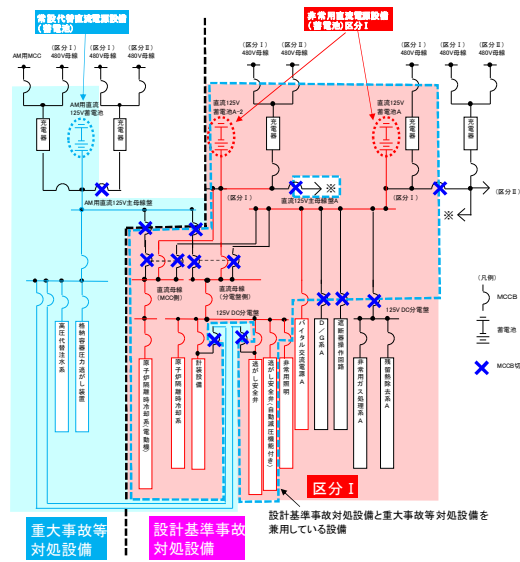 常設代替直流電源設備
(蓄電池)
非常用直流電源設備
(蓄電池)区分Ⅰ
AM用MCC
(区分Ⅰ)
480V母線
(区分Ⅱ)
480V母線
(区分Ⅰ)
480V母線
(区分Ⅱ)
480V母線
(区分Ⅰ)
480V母線
(区分Ⅱ)
480V母線
充電器
AM用直流
125V蓄電池
充電器
直流125V
蓄電池A-2
充電器
直流125V
蓄電池A
充電器
充電器
AM用直流125V主母線盤
(区分Ⅰ)
※
直流125V主母線盤A
(区分Ⅰ)
(区分Ⅱ)
※
直流母線
(MCC側)
直流母線
(分電盤側)
125V DC分電盤
125V DC分電盤
(凡例)
MCCB
蓄電池
MCCB切
高圧代替注水系
格納容器圧力逃がし装置
原子炉隔離時冷却系(電動機)
原子炉隔離時冷却系
計装設備
逃がし安全弁
逃がし安全弁(自動減圧機能付き)
非常用照明
バイタル交流電源A
D/G系A
遮断器操作回路
非常用ガス処理系A
残留熱除去系A
区分Ⅰ
重大事故等
対処設備
設計基準事故
対処設備
設計基準事故対処設備と重大事故等対処設備を
兼用している設備